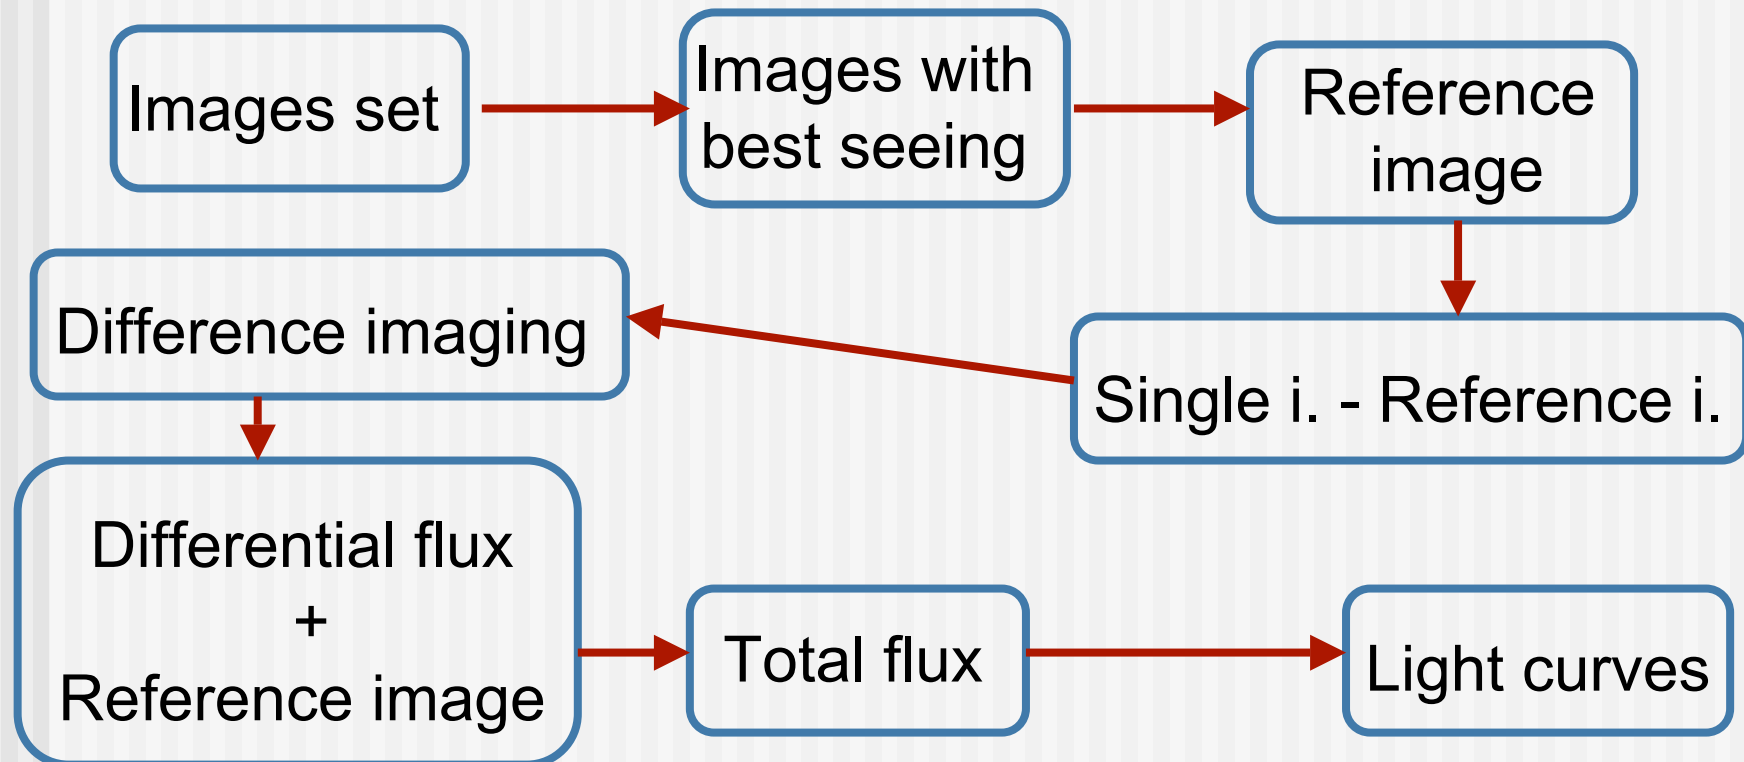 Images set
Images with
best seeing
Reference
image
Single i. - Reference i.
Difference imaging
Differential flux
+
Reference image
Total flux
Light curves